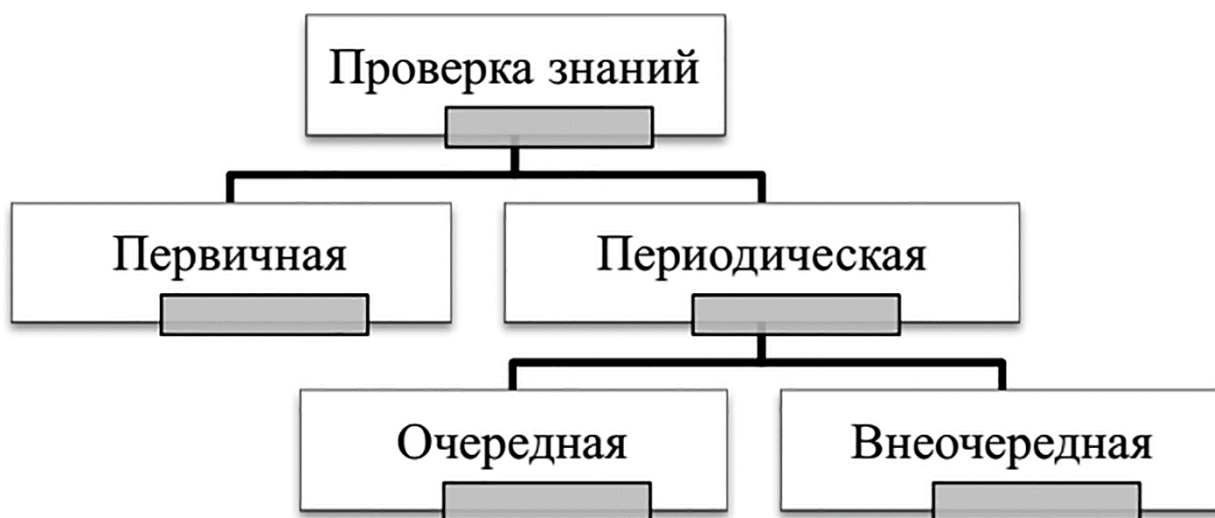 Проверка знаний
Первичная
Периодическая
Очередная
Внеочередная